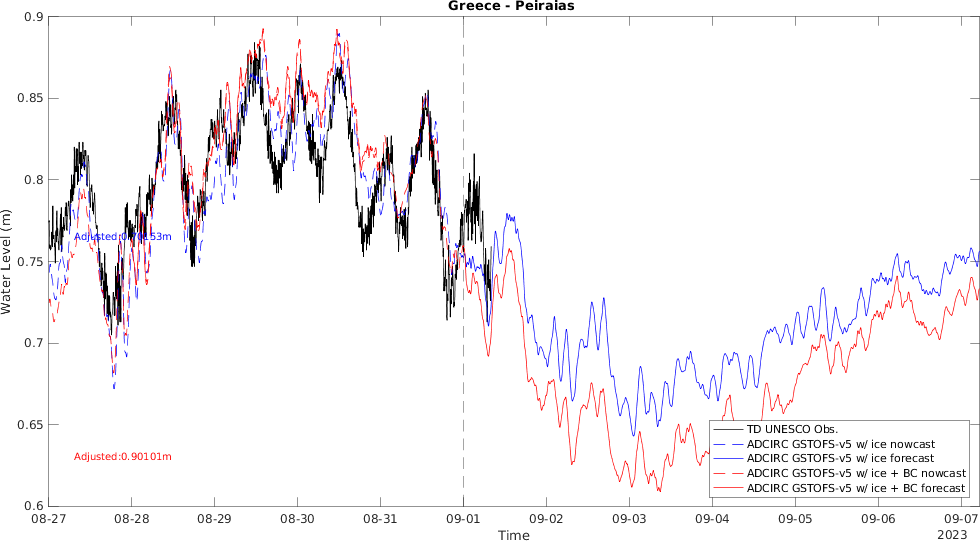 Greece - Peiraias
0.9
0.85
0.8
0.75
0.7
0.65
0.6
Water Level (m)
Adjusted:0.90101m
TD UNESCO Obs.
ADCIRC GSTOFS-v5 w/ ice nowcast
ADCIRC GSTOFS-v5 w/ ice forecast
ADCIRC GSTOFS-v5 w/ ice + BC nowcast
ADCIRC GSTOFS-v5 w/ ice + BC forecast
08-27 08-28 08-29 08-30 08-31 09-01 09-02 09-03 09-04 09-05 09-06 09-07
Time
2023